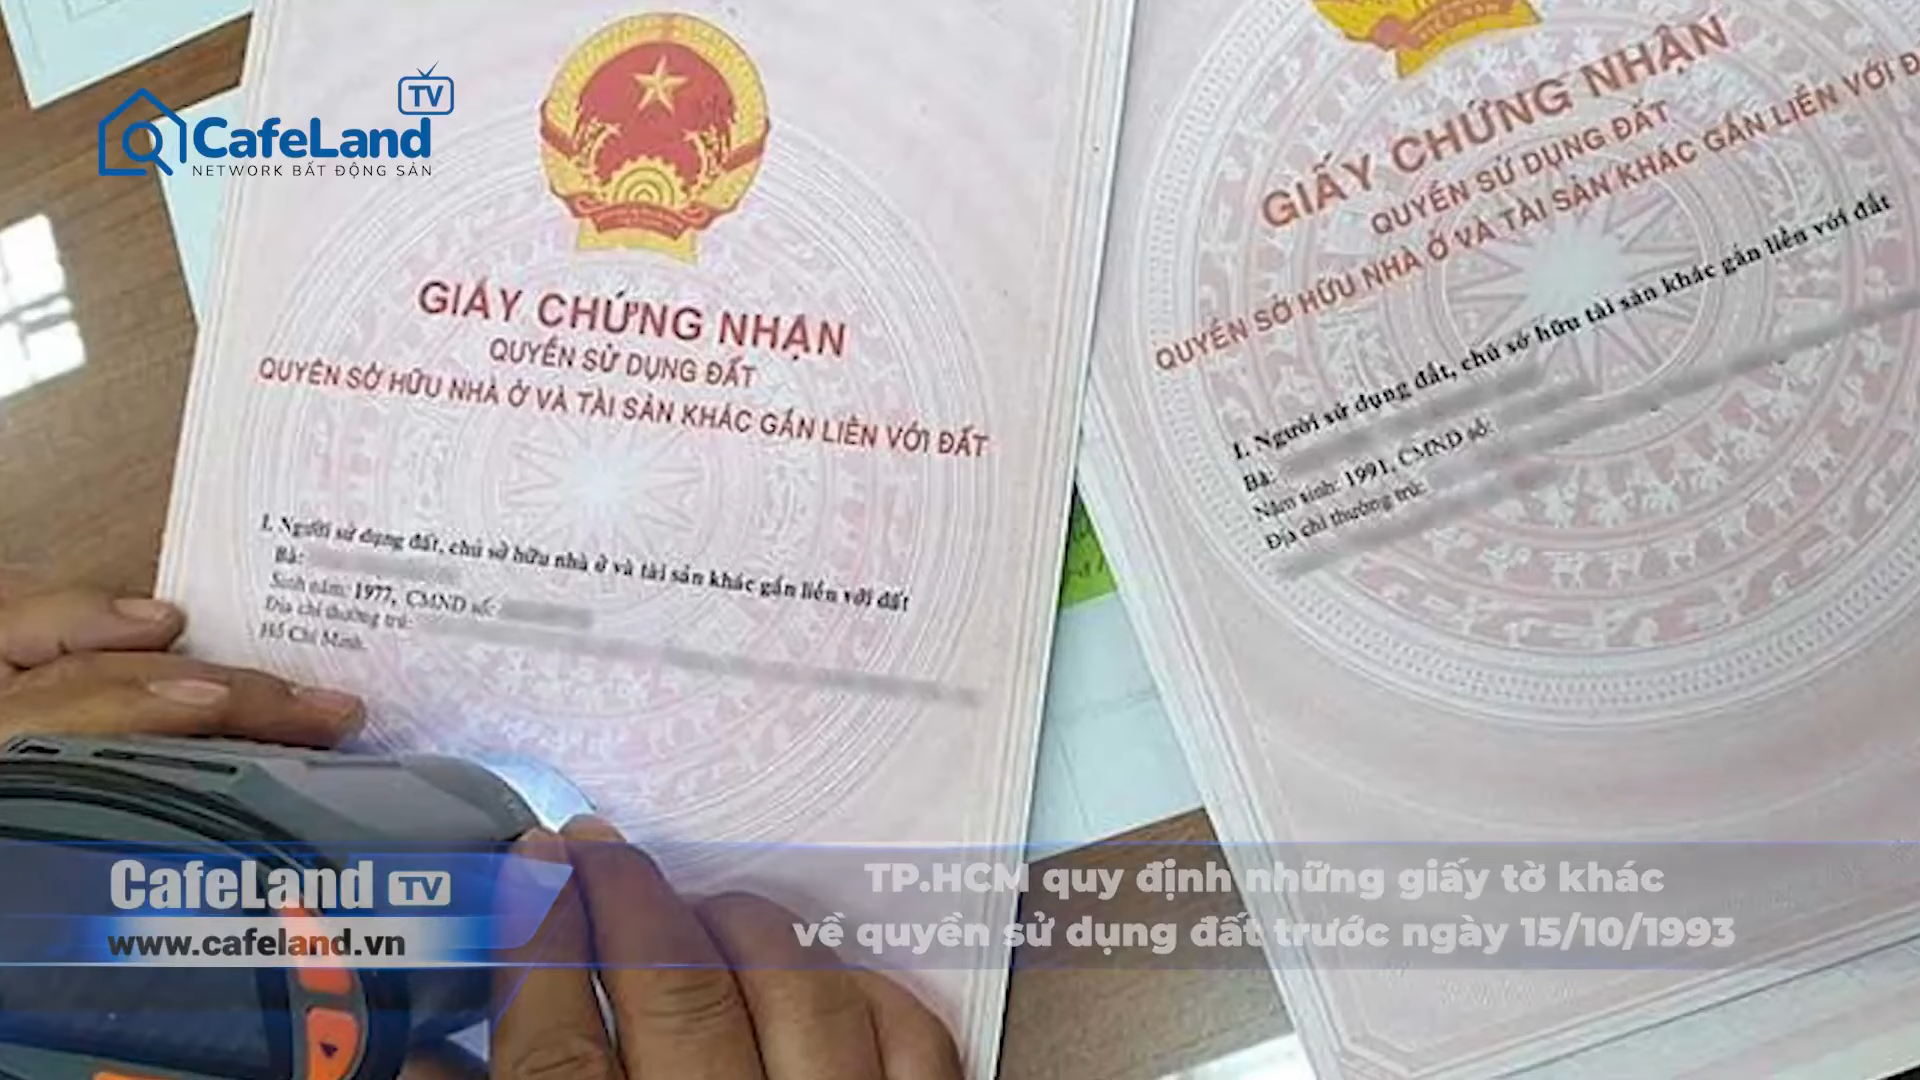 TV
CafeLand
NETWORK BẤT ĐỘNG SẢN
GIẤY CHỨNG NHẬN
QUYỀN SỬ DỤNG ĐẤT
QUYỀN SỞ HỮU NHÀ Ở VÀ TÀI SẢN KHÁC GẮN LIỀN VỚI ĐẤT
I. Người sử dụng đất, chủ sở hữu nhà ở và tài sản khác gắn liền với đất
Bà:
Sinh năm: 1977, CMND số:
Địa chỉ thường trú:
Hồ Chí Minh.
GIẤY CHỨNG NHẬN
QUYỀN SỬ DỤNG ĐẤT
QUYỀN SỞ HỮU NHÀ Ở VÀ TÀI SẢN KHÁC GẮN LIỀN VỚI Đ
I. Người sử dụng đất, chủ sở hữu tài sản khác gắn liền với đất
Bà:
Năm sinh: 1991, CMND số:
Địa chỉ thường trú:
CafeLand TV
www.cafeland.vn
TP.HCM quy định những giấy tờ khác
về quyền sử dụng đất trước ngày 15/10/1993